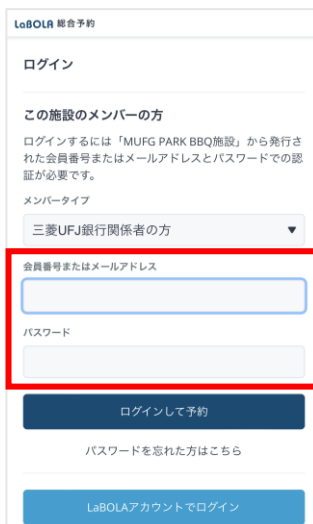 LaBOLA 総合予約
ログイン
この施設のメンバーの方
ログインするには「MUFG PARK BBQ施設」から発行さ
れた会員番号またはメールアドレスとパスワードでの認
証が必要です。
メンバータイプ
三菱UFJ銀行関係者の方
会員番号またはメールアドレス
パスワード
ログインして予約
パスワードを忘れた方はこちら
LaBOLAアカウントでログイン